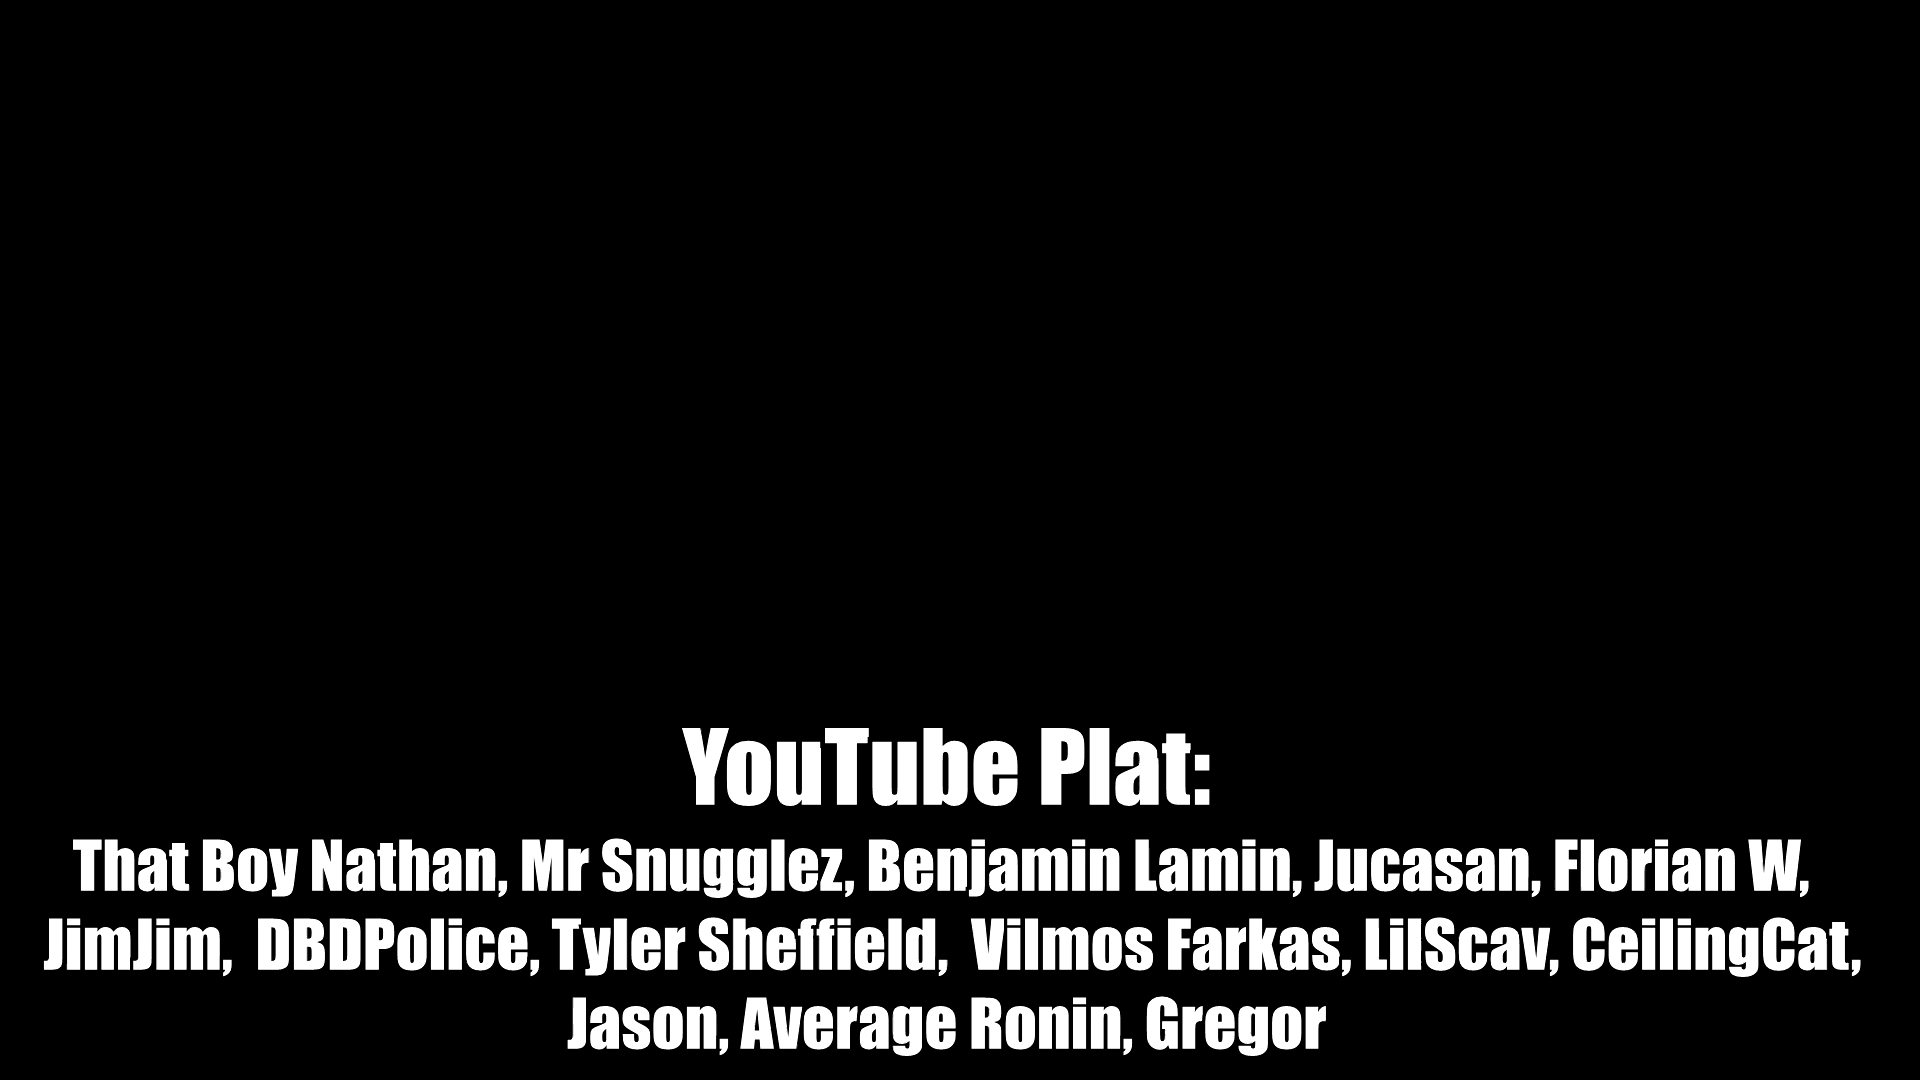 YouTube Plat:
That Boy Nathan, Mr Snugglez, Benjamin Lamin, Jucasan, Florian W,
JimJim,  DBDPolice, Tyler Sheffield,  Vilmos Farkas, LilScav, CeilingCat,
Jason, Average Ronin, Gregor